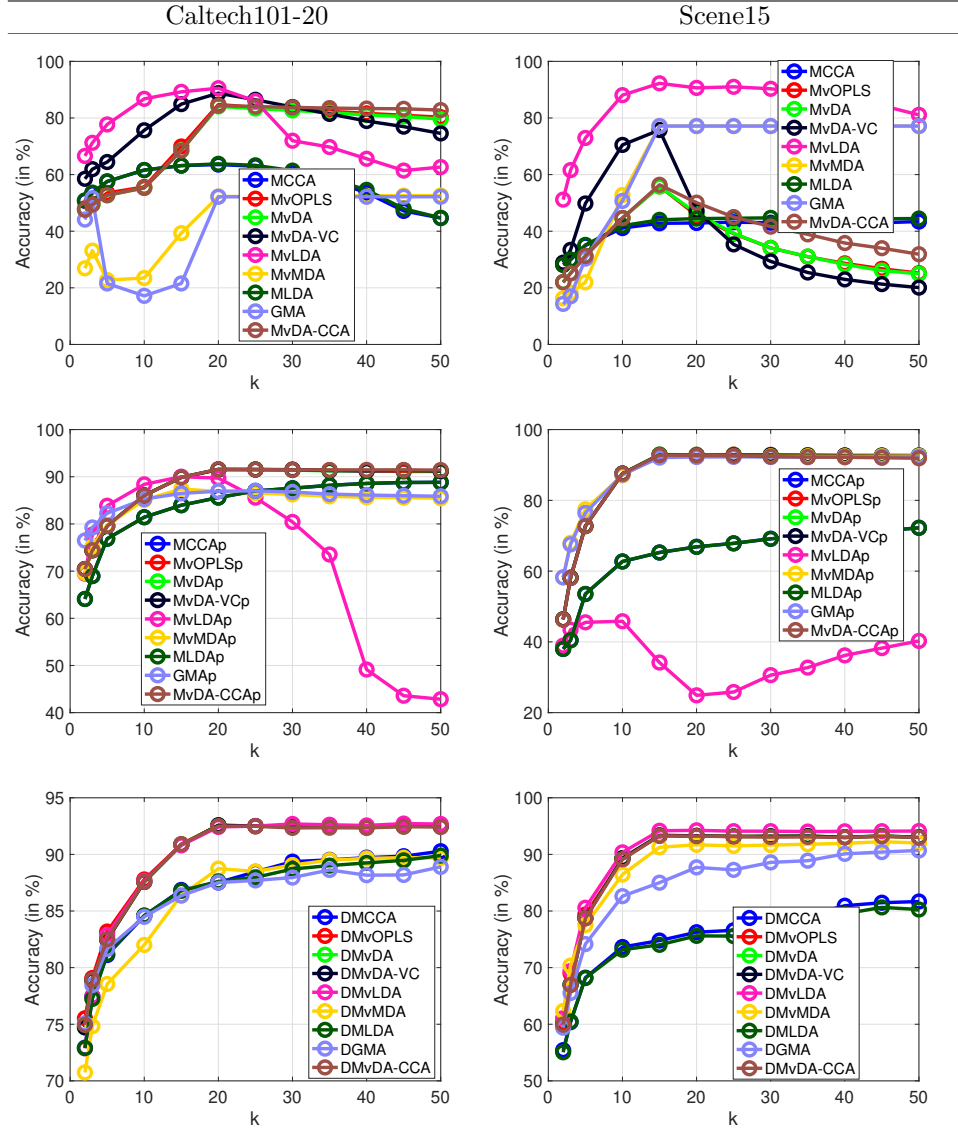 Caltech101-20
Scene15
Accuracy (in %)
100
80
60
40
20
0
0 10 20 30 40 50
k
MCCA
MvOPLS
MvDA
MvDA-VC
MvLDA
MvMDA
MLDA
GMA
MvDA-CCA
Accuracy (in %)
100
80
60
40
20
0
0 10 20 30 40 50
k
MCCA
MvOPLS
MvDA
MvDA-VC
MvLDA
MvMDA
MLDA
GMA
MvDA-CCA
Accuracy (in %)
100
90
80
70
60
50
40
0 10 20 30 40 50
k
MCCAp
MvOPLSp
MvDAp
MvDA-VCp
MvLDAp
MvMDAp
MLDAp
GMAp
MvDA-CCAp
Accuracy (in %)
100
80
60
40
20
0 10 20 30 40 50
k
MCCAp
MvOPLSp
MvDAp
MvDA-VCp
MvLDAp
MvMDAp
MLDAp
GMAp
MvDA-CCAp
Accuracy (in %)
95
90
85
80
75
70
0 10 20 30 40 50
k
DMCCA
DMvOPLS
DMvDA
DMvDA-VC
DMvLDA
DMvMDA
DMLDA
DGMA
DMvDA-CCA
Accuracy (in %)
100
90
80
70
60
50
0 10 20 30 40 50
k
DMCCA
DMvOPLS
DMvDA
DMvDA-VC
DMvLDA
DMvMDA
DMLDA
DGMA
DMvDA-CCA